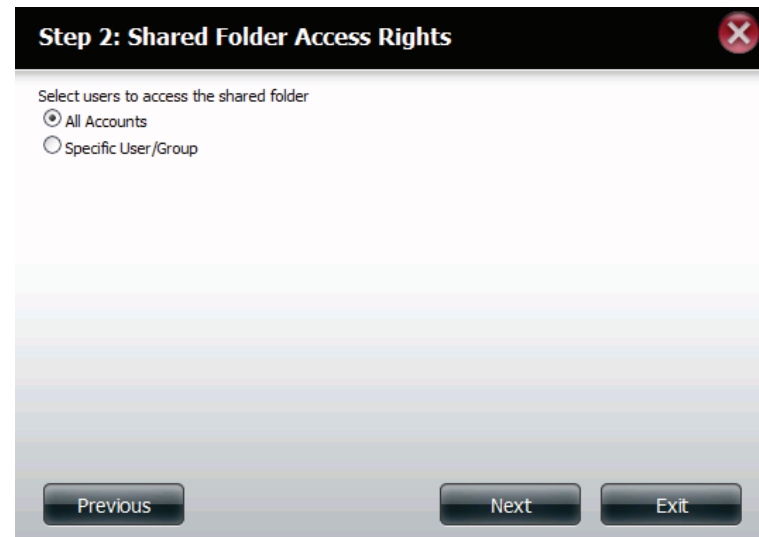 Step 2: Shared Folder Access Rights
Select users to access the shared folder
All Accounts
Specific User/Group
Previous
Next
Exit